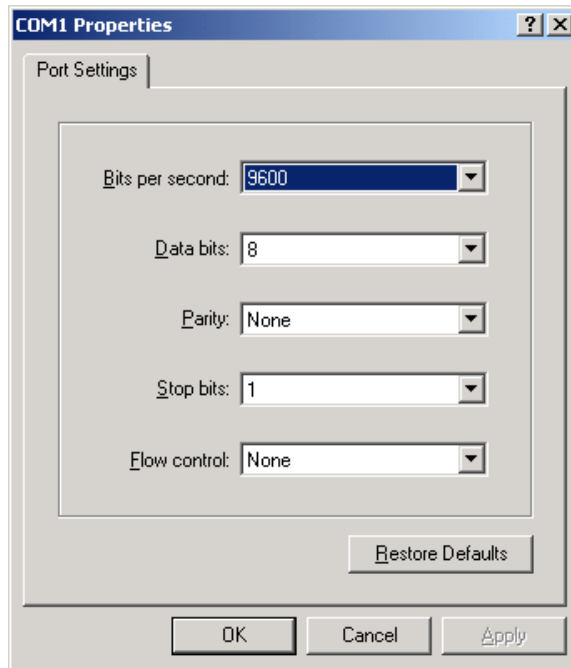 COM1 Properties
Port Settings
Bits per second: 9600
Data bits: 8
Parity: None
Stop bits: 1
Flow control: None
Restore Defaults
OK Cancel Apply